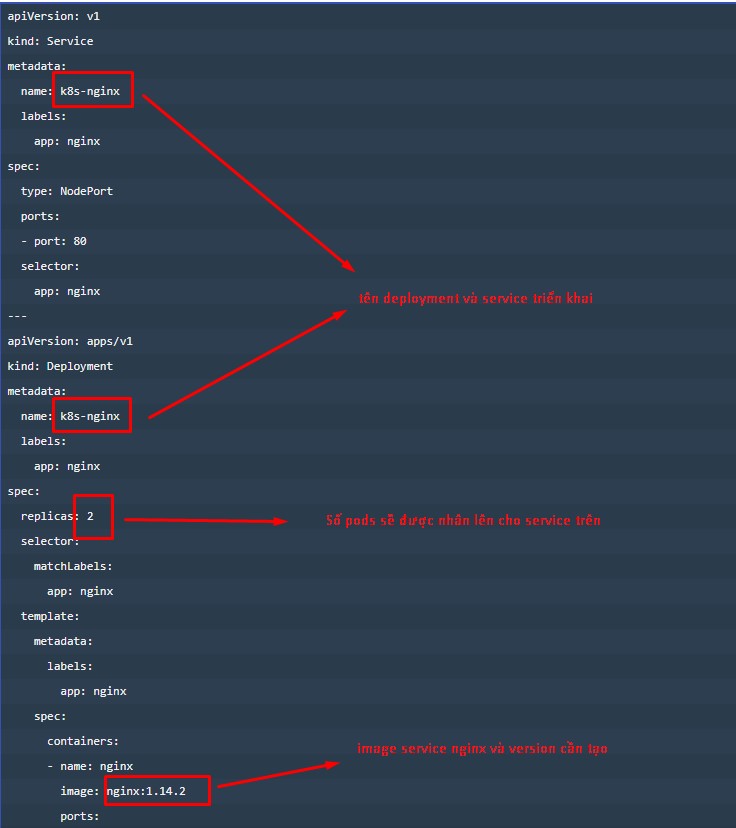 apiVersion: v1
kind: Service
metadata:
  name: k8s-nginx
  labels:
    app: nginx
spec:
  type: NodePort
  ports:
  - port: 80
  selector:
    app: nginx
tên deployment và service triển khai
---
apiVersion: apps/v1
kind: Deployment
metadata:
  name: k8s-nginx
  labels:
    app: nginx
spec:
  replicas: 2
Số pods sẽ được nhân lên cho service trên
  selector:
    matchLabels:
      app: nginx
  template:
    metadata:
      labels:
        app: nginx
    spec:
      containers:
image service nginx và version cần tạo
      - name: nginx
        image: nginx:1.14.2
        ports: